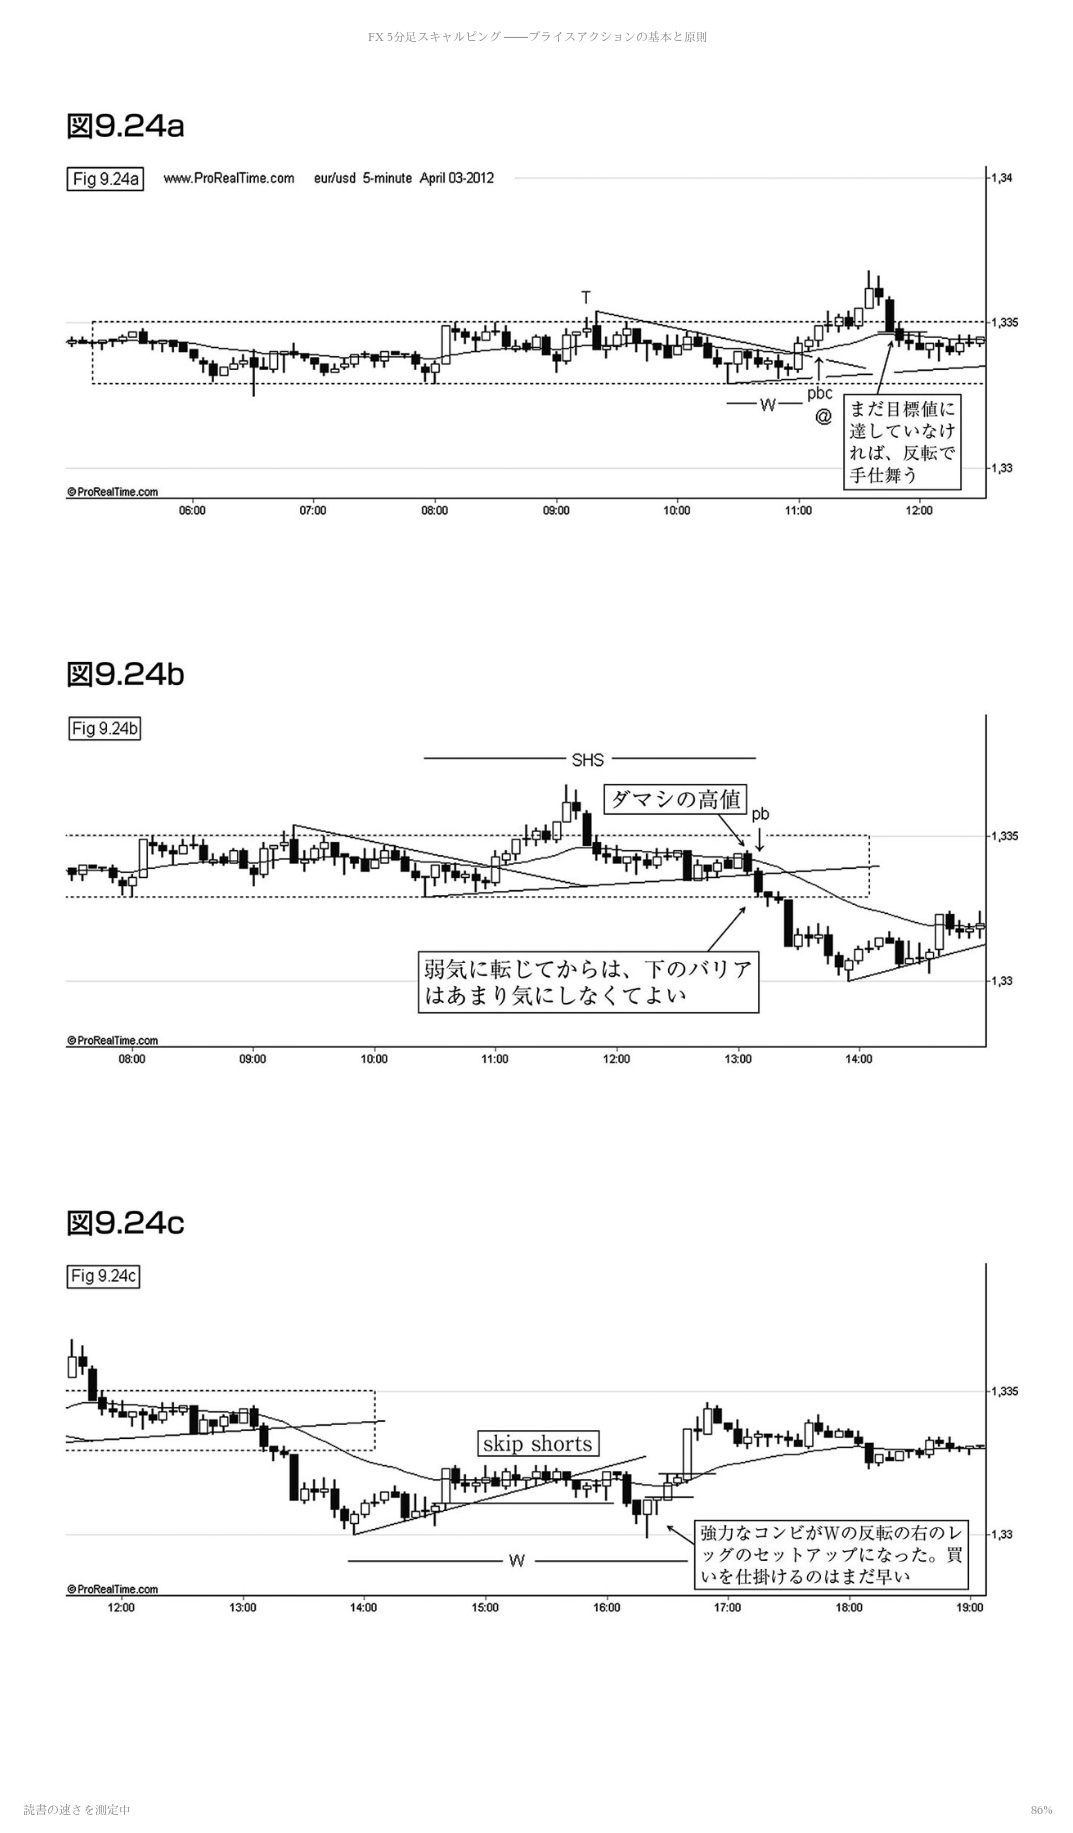 FX 5分足スキャルピング ――プライスアクションの基本と原則
図9.24a
Fig 9.24a www.ProRealTime.com eur/usd 5-minute April 03-2012
1,34
T
1,335
W
pbc
@
まだ目標値に
達していなけ
れば、反転で
手仕舞う
1,33
©ProRealTime.com
06:00 07:00 08:00 09:00 10:00 11:00 12:00
図9.24b
Fig 9.24b
SHS
ダマシの高値
pb
1,335
弱気に転じてからは、下のバリア
はあまり気にしなくてよい
1,33
©ProRealTime.com
08:00 09:00 10:00 11:00 12:00 13:00 14:00
図9.24c
Fig 9.24c
1,335
skip shorts
1,33
強力なコンビがWの反転の右のレ
ッグのセットアップになった。買
いを仕掛けるのはまだ早い
W
©ProRealTime.com
12:00 13:00 14:00 15:00 16:00 17:00 18:00 19:00
読書の速さを測定中 86%